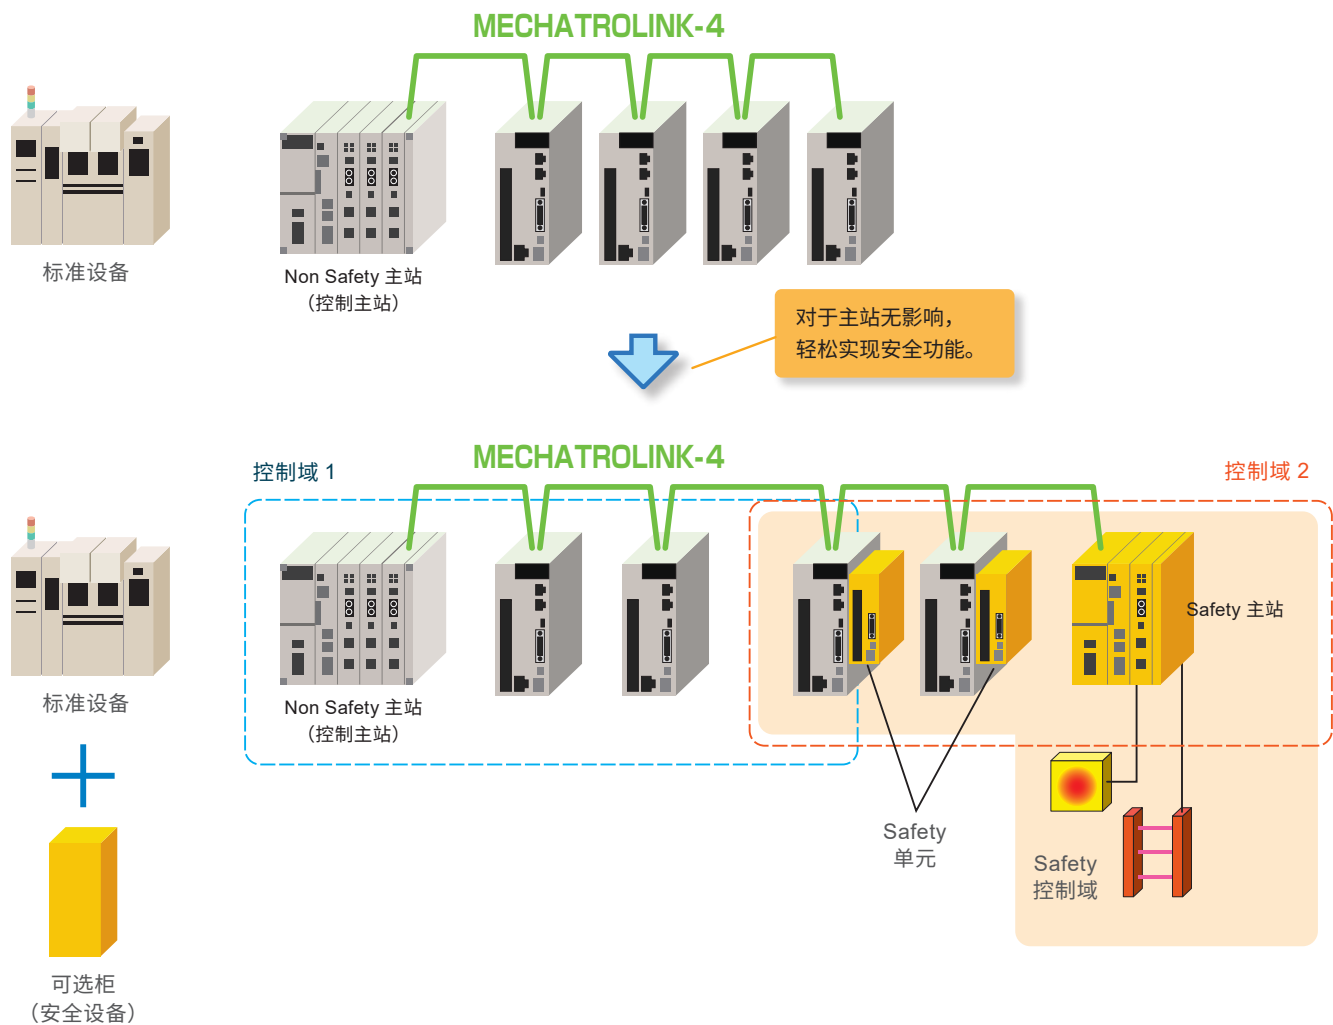 MECHATROLINK-4
标准设备
Non Safety 主站
（控制主站）
对于主站无影响，
轻松实现安全功能。
MECHATROLINK-4
控制域 1
控制域 2
Safety 主站
标准设备
Non Safety 主站
（控制主站）
Safety
单元
Safety
控制域
可选柜
（安全设备）